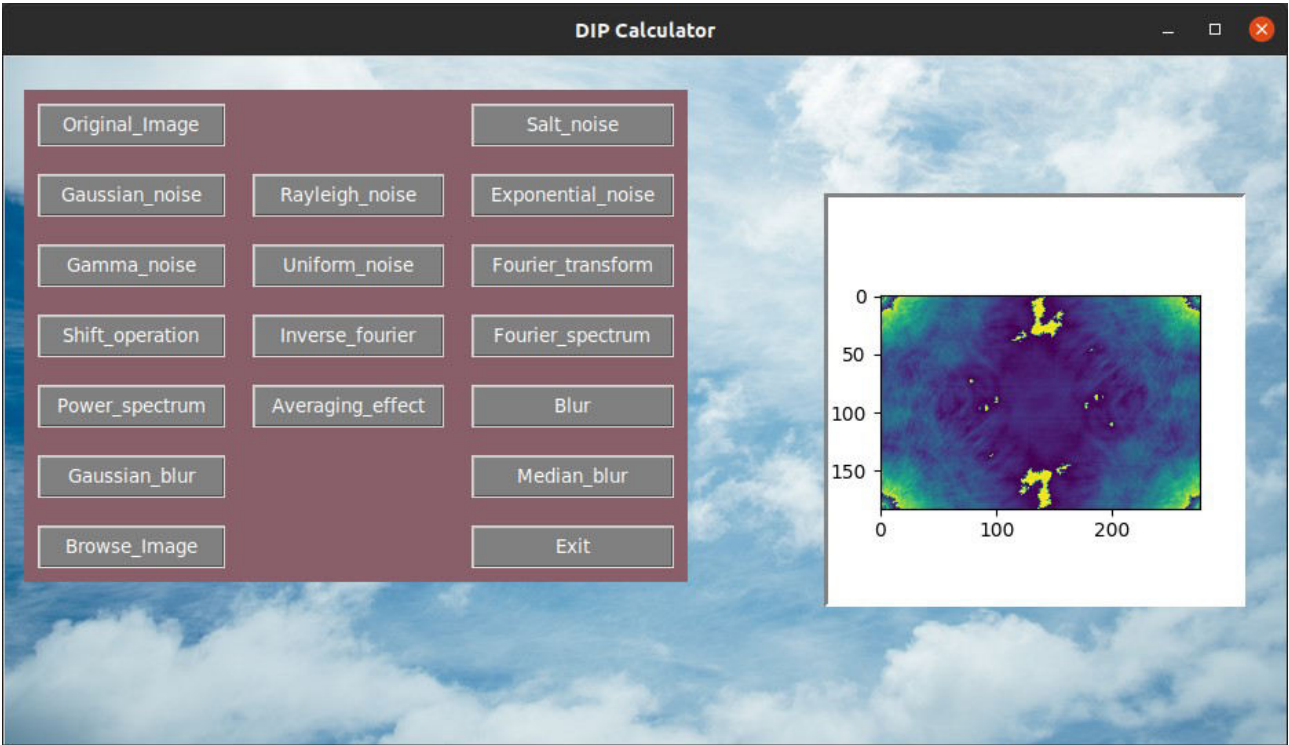 DIP Calculator
Original_Image Salt_noise
Gaussian_noise Rayleigh_noise Exponential_noise
Gamma_noise Uniform_noise Fourier_transform
Shift_operation Inverse_fourier Fourier_spectrum
Power_spectrum Averaging_effect Blur
Gaussian_blur Median_blur
Browse_Image Exit
0
50
100
150
0 100 200